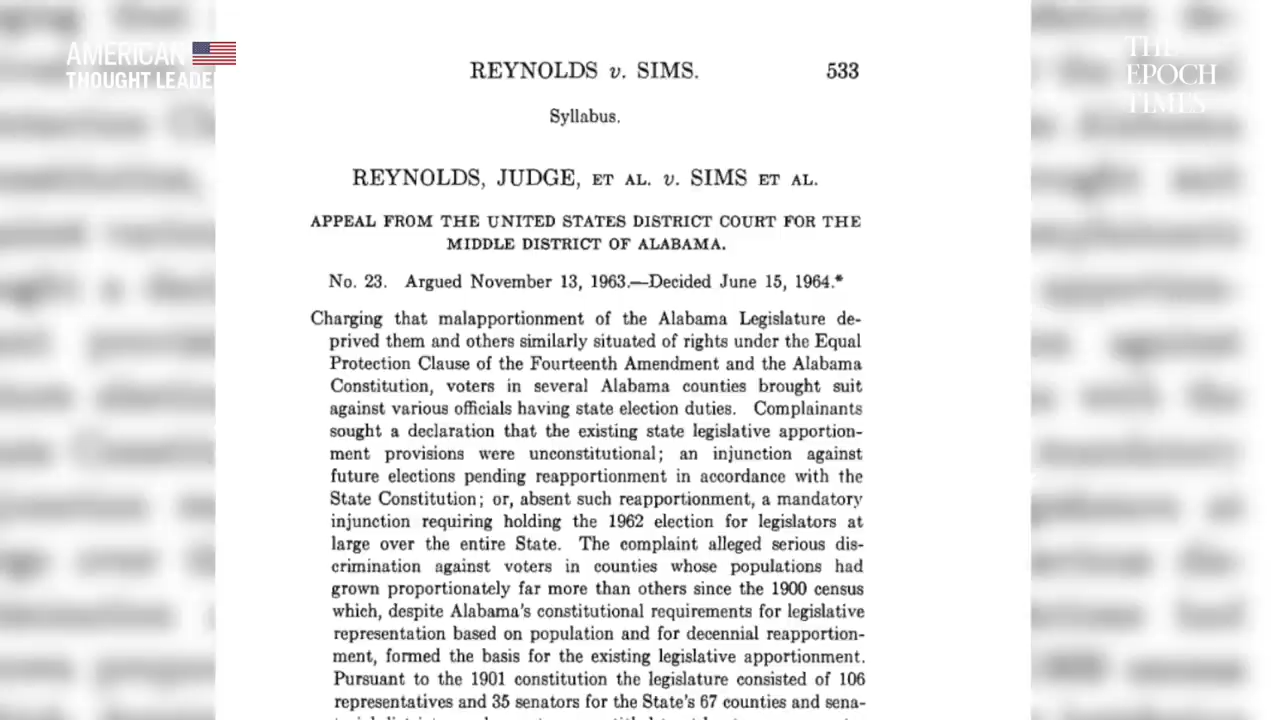 AMERICAN
THOUGHT LEADE
THE
EPOCH
TIMES
REYNOLDS v. SIMS. 533
Syllabus.
REYNOLDS, JUDGE, ET AL. v. SIMS ET AL.
APPEAL FROM THE UNITED STATES DISTRICT COURT FOR THE
MIDDLE DISTRICT OF ALABAMA.
No. 23. Argued November 13, 1963.—Decided June 15, 1964.*
Charging that malapportionment of the Alabama Legislature de-
prived them and others similarly situated of rights under the Equal
Protection Clause of the Fourteenth Amendment and the Alabama
Constitution, voters in several Alabama counties brought suit
against various officials having state election duties. Complainants
sought a declaration that the existing state legislative apportion-
ment provisions were unconstitutional; an injunction against
future elections pending reapportionment in accordance with the
State Constitution; or, absent such reapportionment, a mandatory
injunction requiring holding the 1962 election for legislators at
large over the entire State. The complaint alleged serious dis-
crimination against voters in counties whose populations had
grown proportionately far more than others since the 1900 census
which, despite Alabama's constitutional requirements for legislative
representation based on population and for decennial reapportion-
ment, formed the basis for the existing legislative apportionment.
Pursuant to the 1901 constitution the legislature consisted of 106
representatives and 35 senators for the State's 67 counties and sena-